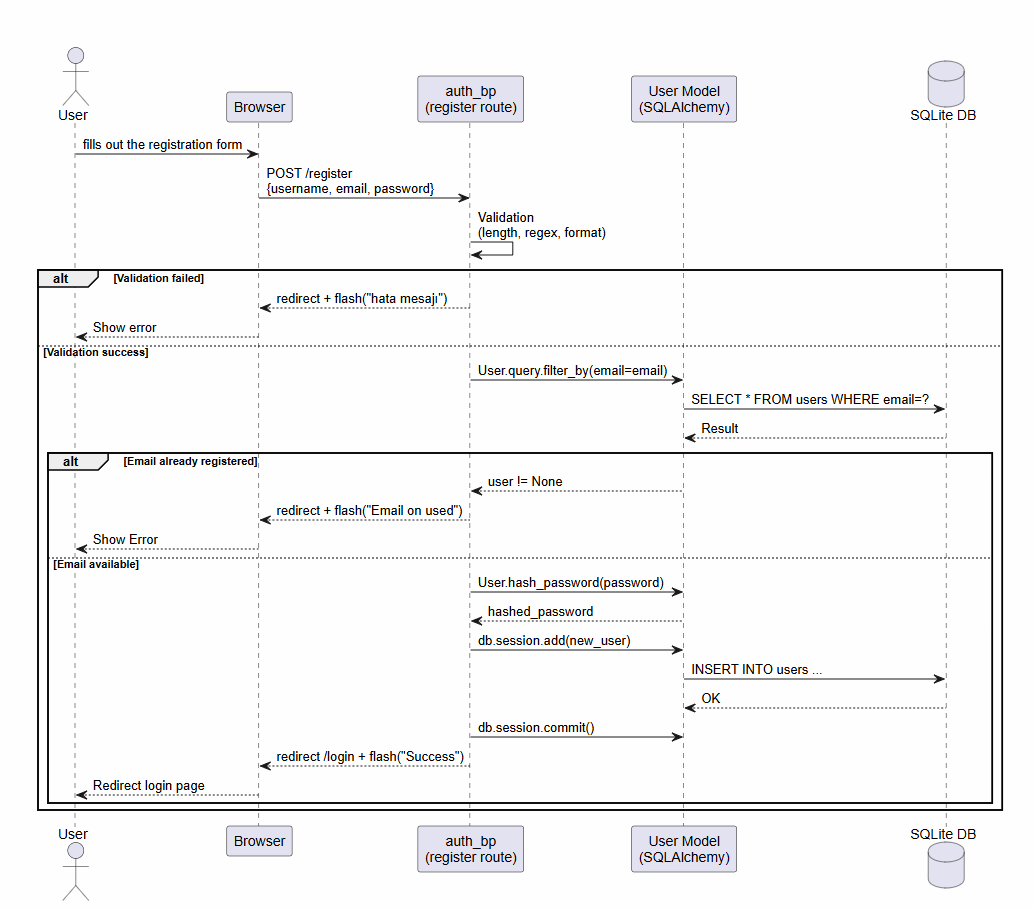 User
Browser
auth_bp
(register route)
User Model
(SQLAlchemy)
SQLite DB
fills out the registration form
POST /register
{username, email, password}
Validation
(length, regex, format)
alt
[Validation failed]
redirect + flash("hata mesajı")
Show error
[Validation success]
User.query.filter_by(email=email)
SELECT * FROM users WHERE email=?
Result
alt
[Email already registered]
user != None
redirect + flash("Email on used")
Show Error
[Email available]
User.hash_password(password)
hashed_password
db.session.add(new_user)
INSERT INTO users ...
OK
db.session.commit()
redirect /login + flash("Success")
Redirect login page
User
Browser
auth_bp
(register route)
User Model
(SQLAlchemy)
SQLite DB